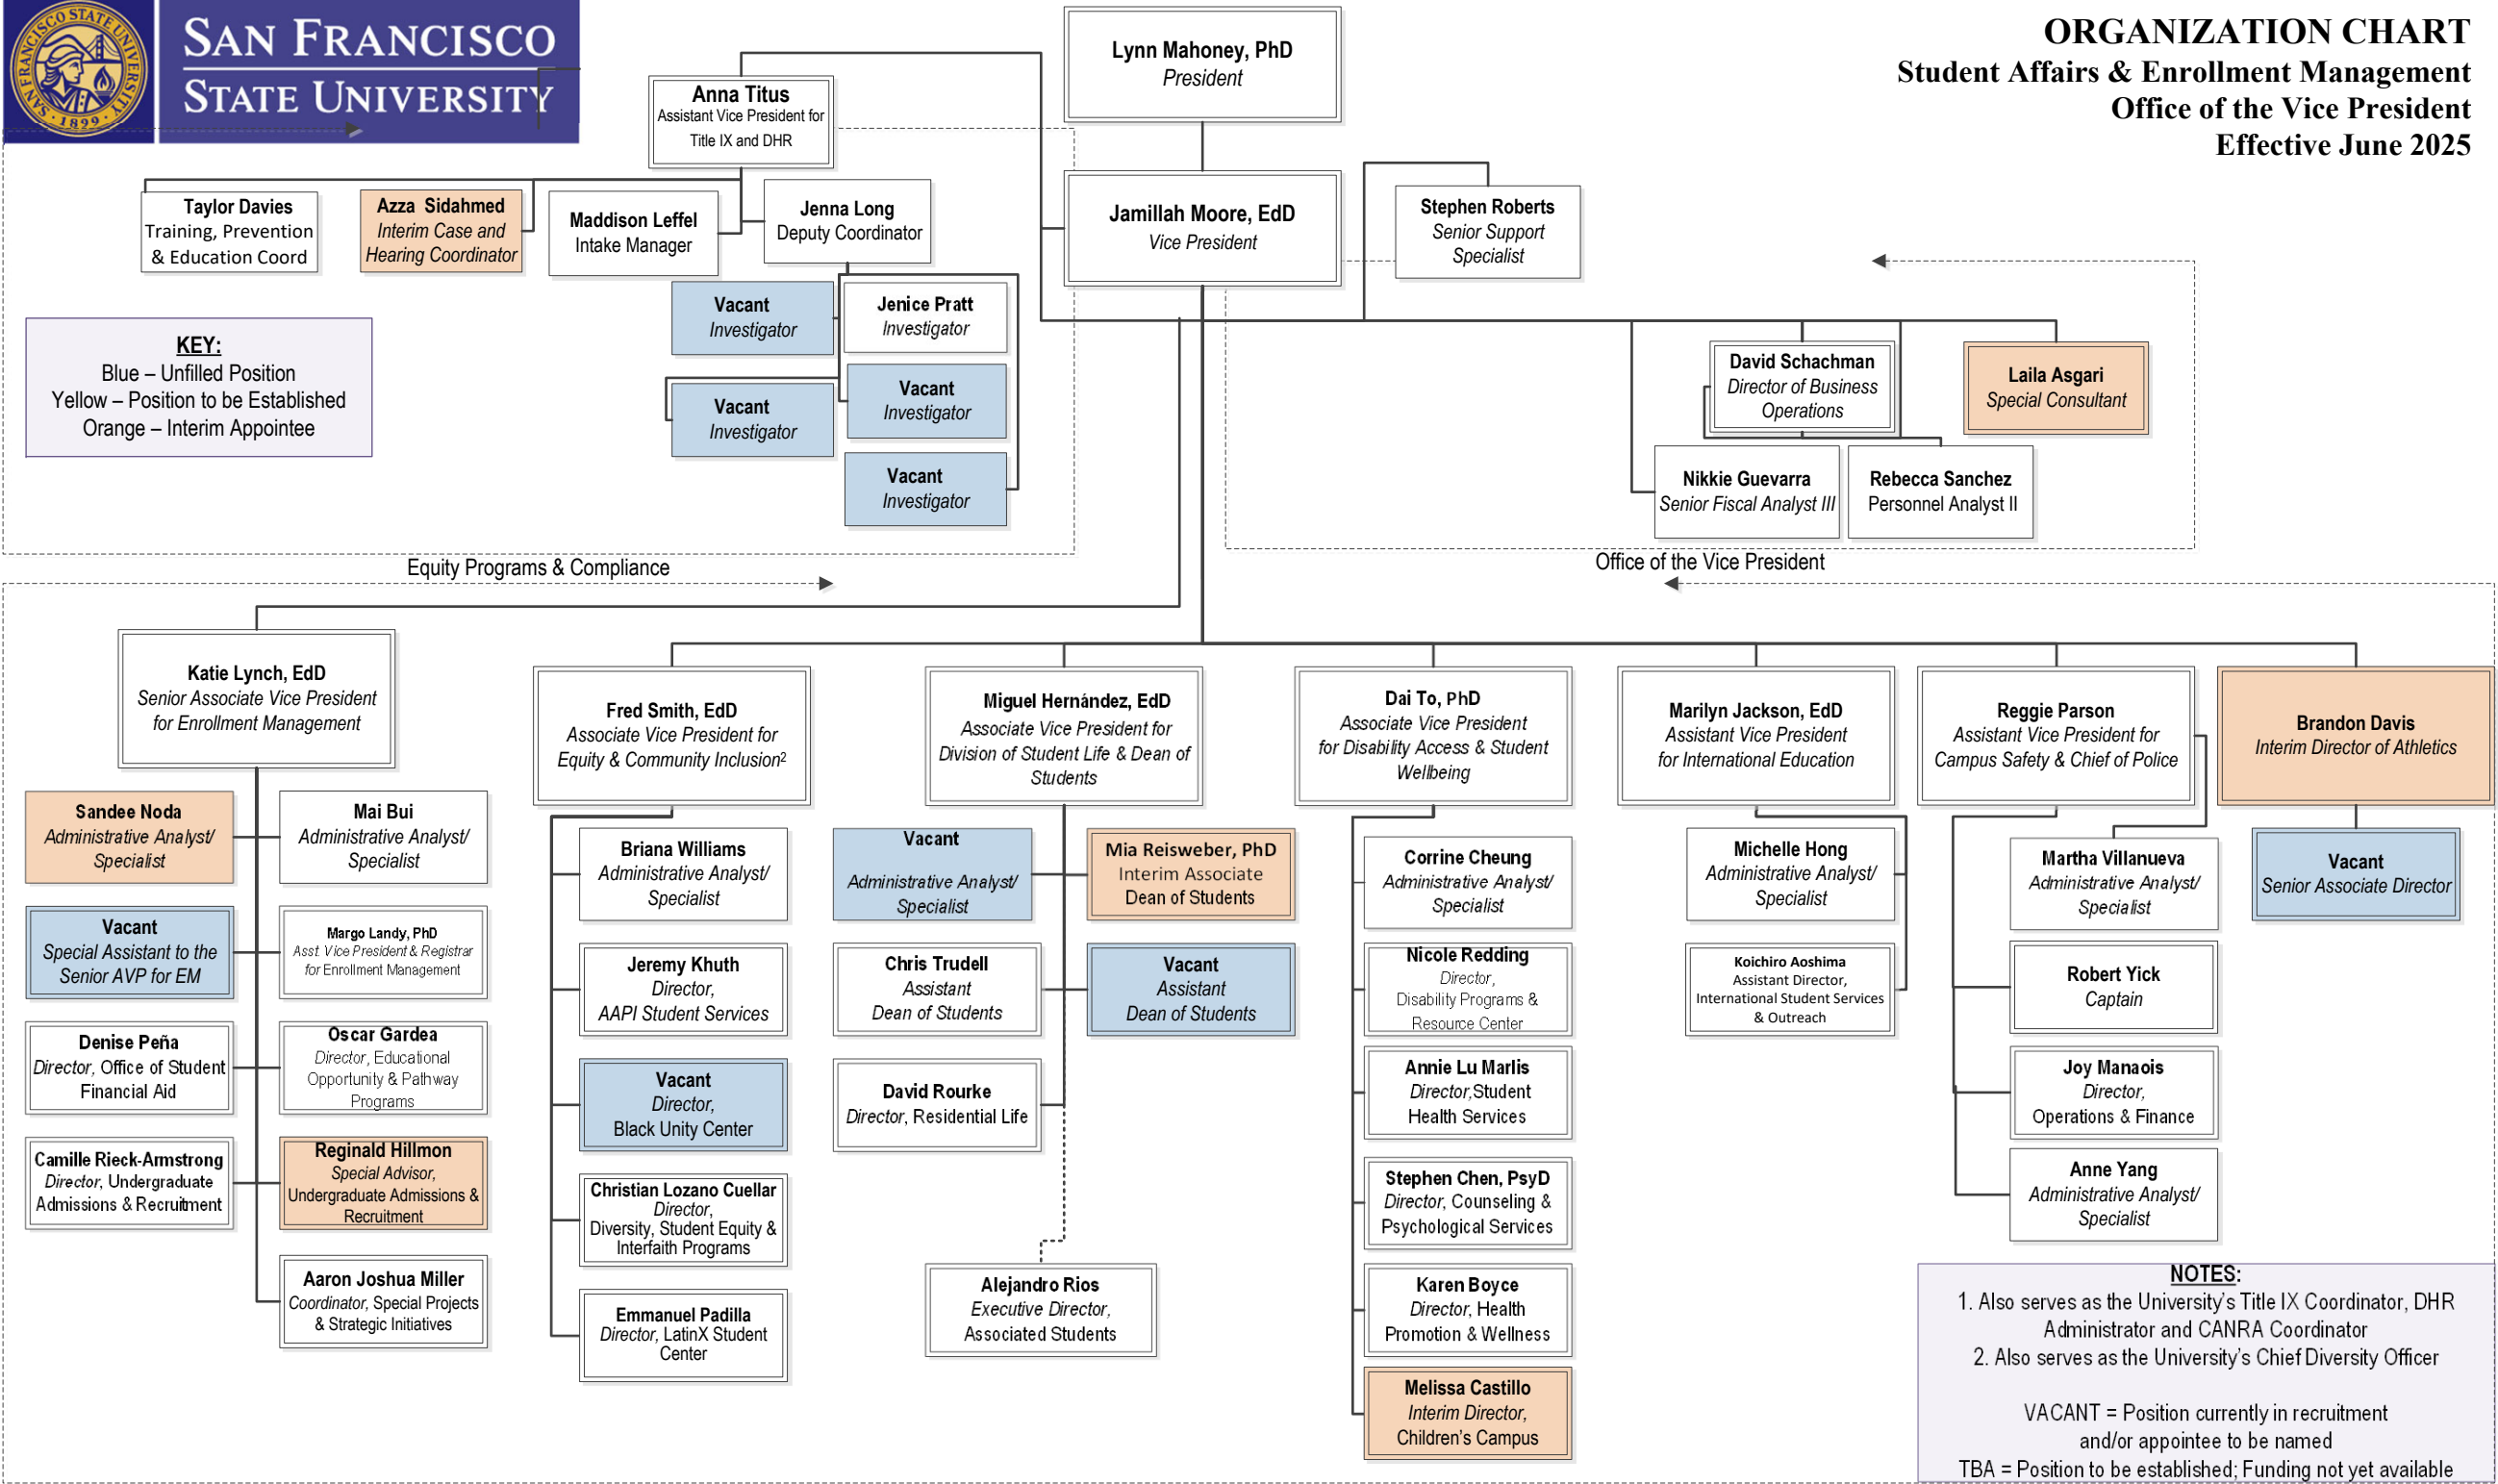 SAN FRANCISCO STATE UNIVERSITY
1899
SAN FRANCISCO
STATE UNIVERSITY
ORGANIZATION CHART
Student Affairs & Enrollment Management
Office of the Vice President
Effective June 2025
Lynn Mahoney, PhD
President
Anna Titus
Assistant Vice President for
Title IX and DHR
Jamillah Moore, EdD
Vice President
Stephen Roberts
Senior Support
Specialist
Taylor Davies
Training, Prevention
& Education Coord
Azza Sidahmed
Interim Case and
Hearing Coordinator
Maddison Leffel
Intake Manager
Jenna Long
Deputy Coordinator
Vacant
Investigator
Jenice Pratt
Investigator
Vacant
Investigator
Vacant
Investigator
Vacant
Investigator
KEY:
Blue – Unfilled Position
Yellow – Position to be Established
Orange – Interim Appointee
David Schachman
Director of Business
Operations
Laila Asgari
Special Consultant
Nikkie Guevarra
Senior Fiscal Analyst III
Rebecca Sanchez
Personnel Analyst II
Equity Programs & Compliance
Office of the Vice President
Katie Lynch, EdD
Senior Associate Vice President
for Enrollment Management
Sandee Noda
Administrative Analyst/
Specialist
Mai Bui
Administrative Analyst/
Specialist
Vacant
Special Assistant to the
Senior AVP for EM
Margo Landy, PhD
Asst. Vice President & Registrar
for Enrollment Management
Denise Peña
Director, Office of Student
Financial Aid
Oscar Gardea
Director, Educational
Opportunity & Pathway
Programs
Camille Rieck-Armstrong
Director, Undergraduate
Admissions & Recruitment
Reginald Hillmon
Special Advisor,
Undergraduate Admissions &
Recruitment
Aaron Joshua Miller
Coordinator, Special Projects
& Strategic Initiatives
Fred Smith, EdD
Associate Vice President for
Equity & Community Inclusion²
Briana Williams
Administrative Analyst/
Specialist
Jeremy Khuth
Director,
AAPI Student Services
Vacant
Director,
Black Unity Center
Christian Lozano Cuellar
Director,
Diversity, Student Equity &
Interfaith Programs
Emmanuel Padilla
Director, LatinX Student
Center
Miguel Hernández, EdD
Associate Vice President for
Division of Student Life & Dean of
Students
Vacant
Administrative Analyst/
Specialist
Mia Reisweber, PhD
Interim Associate
Dean of Students
Chris Trudell
Assistant
Dean of Students
Vacant
Assistant
Dean of Students
David Rourke
Director, Residential Life
Alejandro Rios
Executive Director,
Associated Students
Dai To, PhD
Associate Vice President
for Disability Access & Student
Wellbeing
Corrine Cheung
Administrative Analyst/
Specialist
Nicole Redding
Director,
Disability Programs &
Resource Center
Annie Lu Marlis
Director,Student
Health Services
Stephen Chen, PsyD
Director, Counseling &
Psychological Services
Karen Boyce
Director, Health
Promotion & Wellness
Melissa Castillo
Interim Director,
Children's Campus
Marilyn Jackson, EdD
Assistant Vice President
for International Education
Michelle Hong
Administrative Analyst/
Specialist
Koichiro Aoshima
Assistant Director,
International Student Services
& Outreach
Reggie Parson
Assistant Vice President for
Campus Safety & Chief of Police
Martha Villanueva
Administrative Analyst/
Specialist
Robert Yick
Captain
Joy Manaois
Director,
Operations & Finance
Anne Yang
Administrative Analyst/
Specialist
Brandon Davis
Interim Director of Athletics
Vacant
Senior Associate Director
NOTES:
1. Also serves as the University's Title IX Coordinator, DHR
Administrator and CANRA Coordinator
2. Also serves as the University's Chief Diversity Officer
VACANT = Position currently in recruitment
and/or appointee to be named
TBA = Position to be established; Funding not yet available